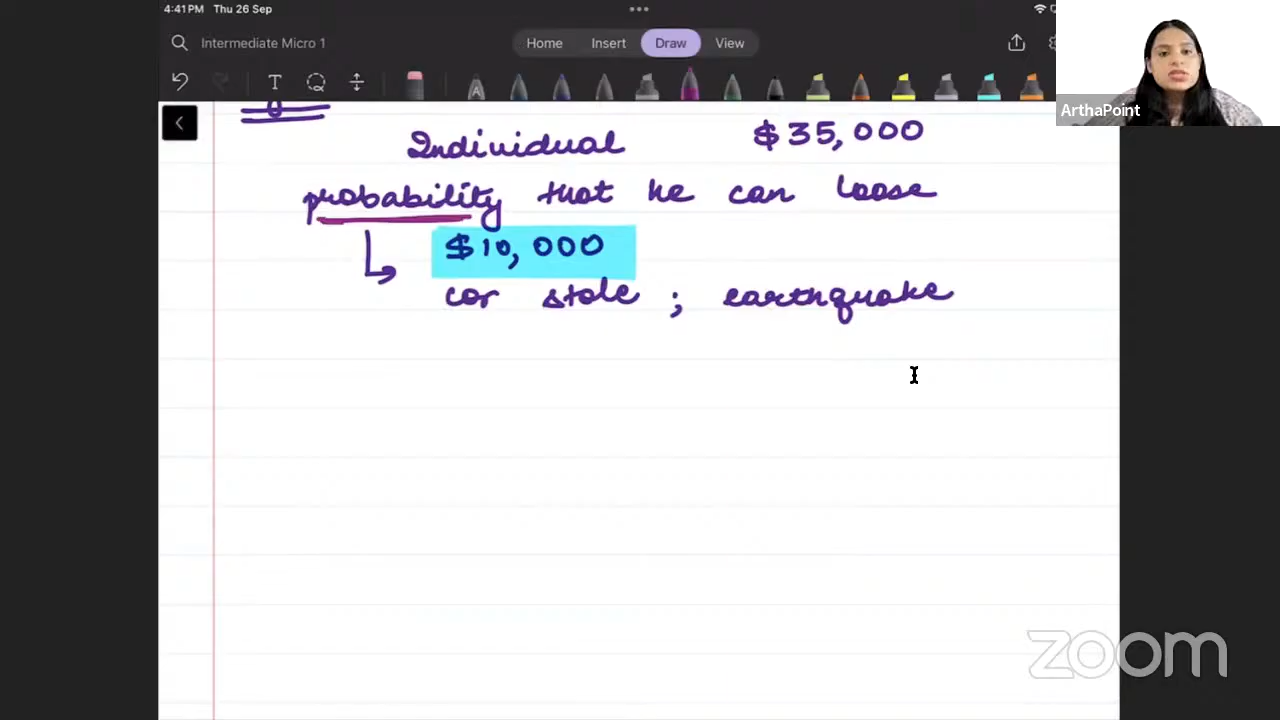 4:41 PM Thu 26 Sep
Intermediate Micro 1
Home Insert Draw View
T
A
ArthaPoint
Individual $35,000
probability that he can loose
$10,000
car stole ; earthquake
zoom